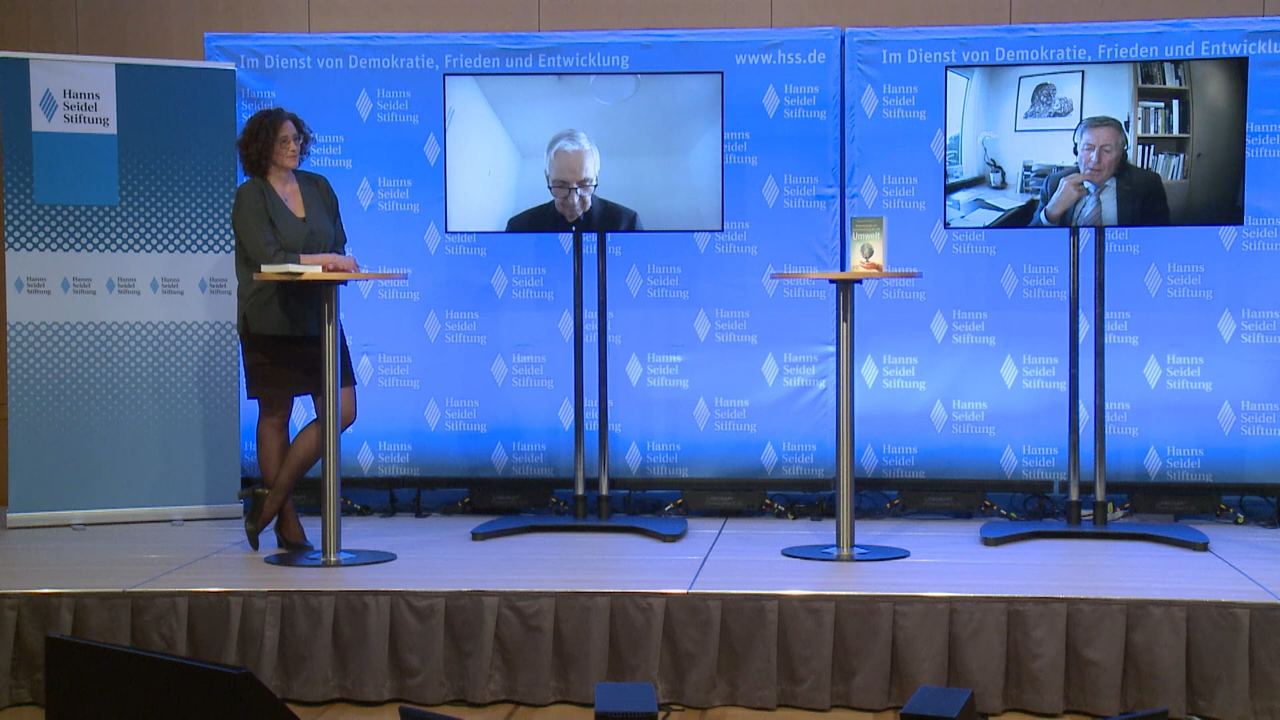 Im Dienst von Demokratie, Frieden und Entwicklung
www.hss.de
Im Dienst von Demokratie, Frieden und
Hanns
Seidel
Stiftung
Hanns
Seidel
Stiftung
Umwelt